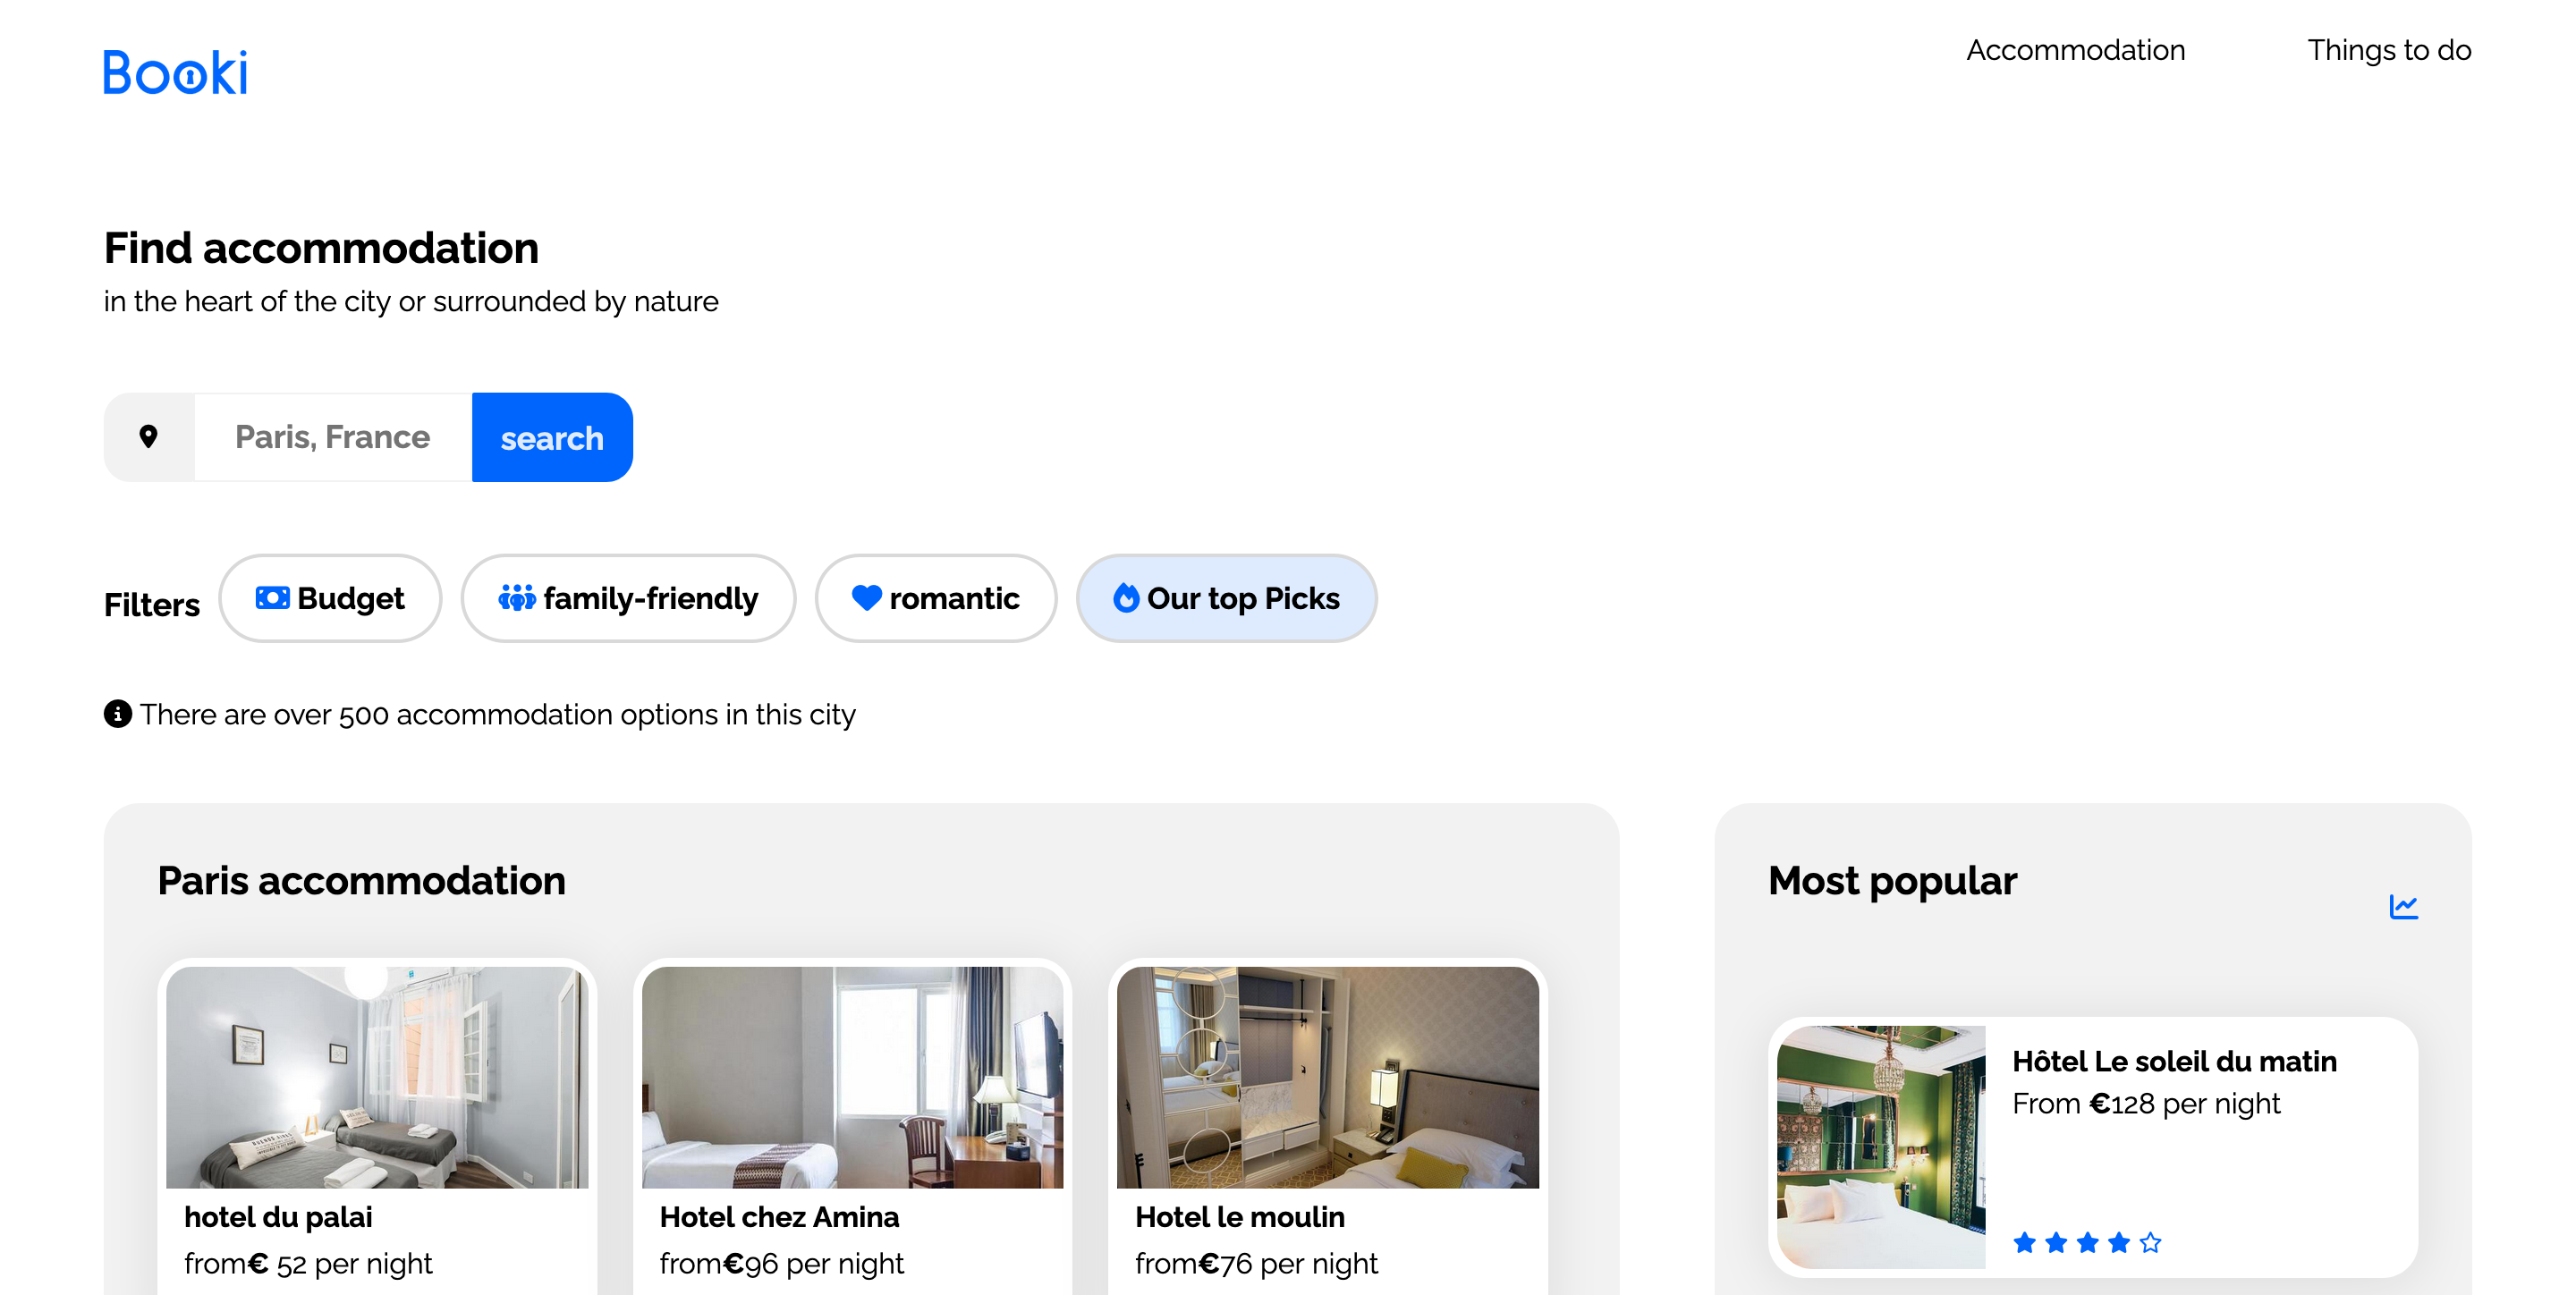 Booki
Accommodation
Things to do
Find accommodation
in the heart of the city or surrounded by nature
Paris, France
search
Filters
Budget
family-friendly
romantic
Our top Picks
There are over 500 accommodation options in this city
Paris accommodation
hotel du palai
from€ 52 per night
Hotel chez Amina
from€96 per night
Hotel le moulin
from€76 per night
Most popular
Hôtel Le soleil du matin
From €128 per night